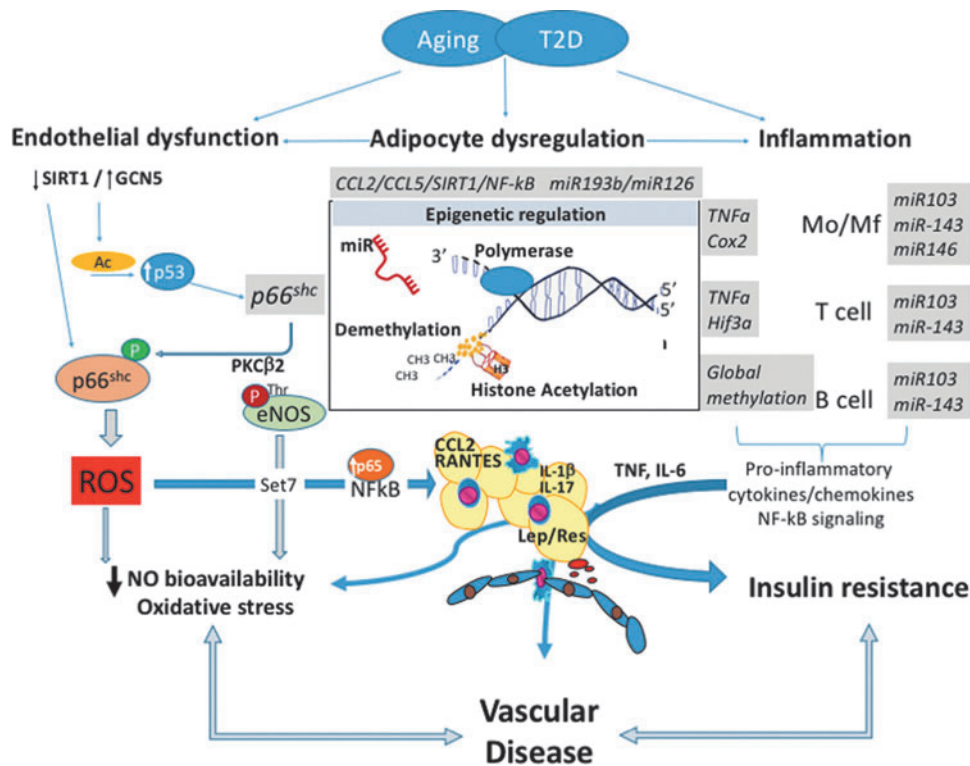 Aging
T2D
Endothelial dysfunction
Adipocyte dysregulation
Inflammation
↓SIRT1 / ↑GCN5
Ac
↑p53
p66shc
P
p66shc
PKCβ2
P
Thr
eNOS
ROS
Set7
↑p65
NFkB
↓ NO bioavailability
Oxidative stress
CCL2/CCL5/SIRT1/NF-kB miR193b/miR126
Epigenetic regulation
miR
3′
Polymerase
5′
5′
Demethylation
CH3 CH3
CH3
H3
Histone Acetylation
ı
TNFa
Cox2
Mo/Mf
miR103
miR-143
miR146
TNFa
Hif3a
T cell
miR103
miR-143
Global
methylation
B cell
miR103
miR-143
Pro-inflammatory
cytokines/chemokines
NF-kB signaling
CCL2
RANTES
IL-1β
IL-17
Lep/Res
TNF, IL-6
Insulin resistance
Vascular
Disease